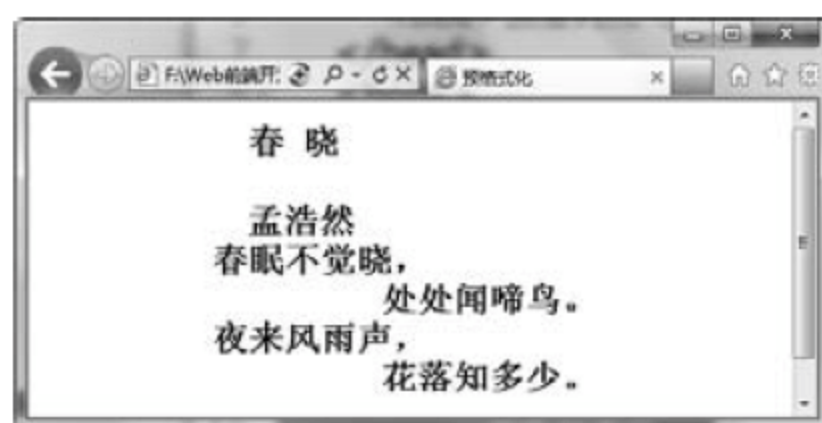 F:\Web前端开:
预格式化
春 晓
孟浩然
春眠不觉晓，
处处闻啼鸟。
夜来风雨声，
花落知多少。